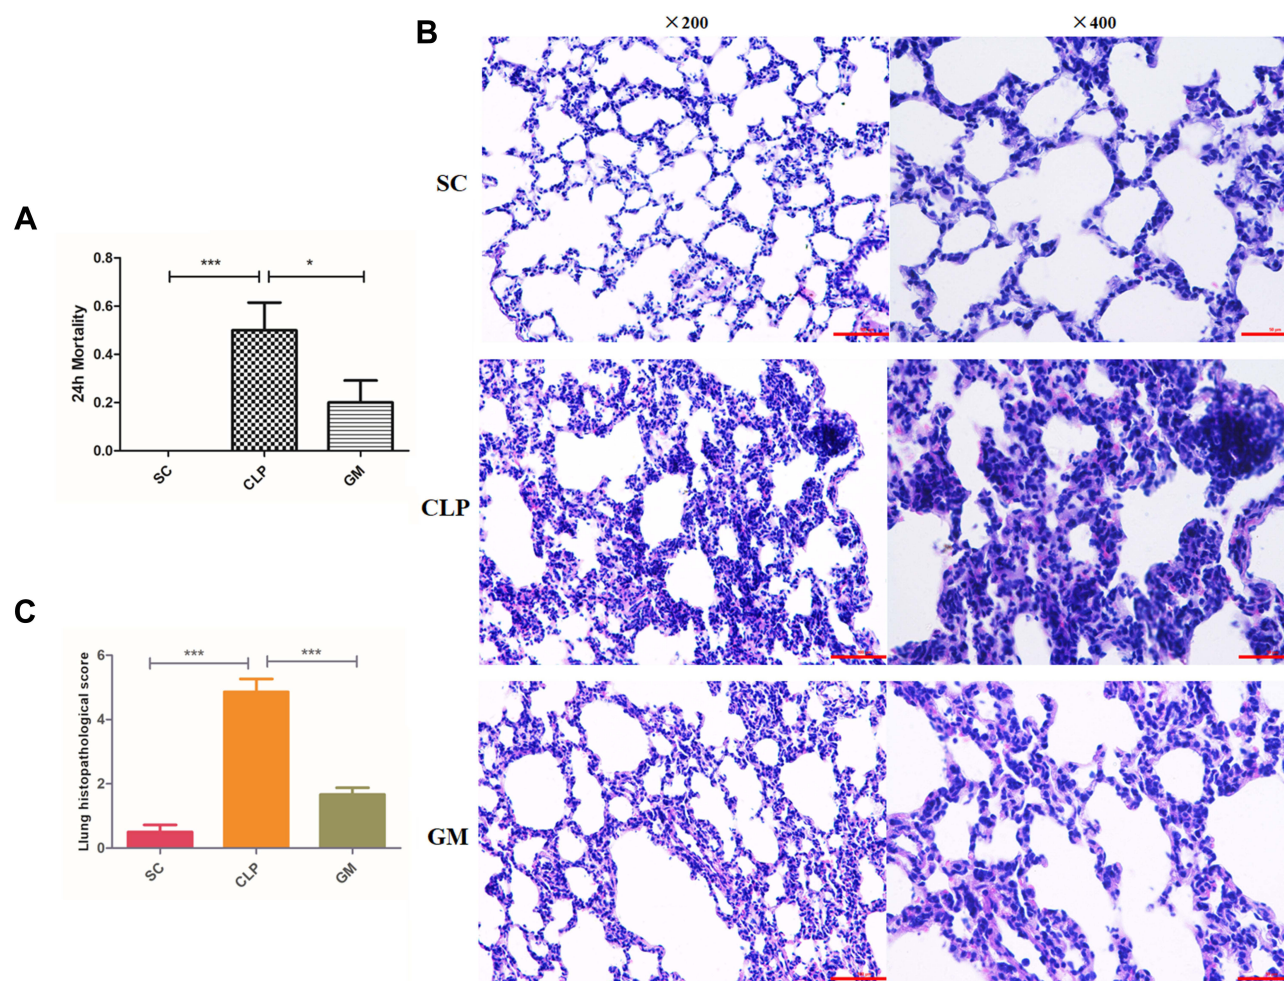 A
24h Mortality
0.8
0.6
0.4
0.2
0.0
***
*
SC
CLP
GM
B
×200
×400
SC
CLP
GM
C
Llung histopathological score
6
4
2
0
***
***
SC
CLP
GM